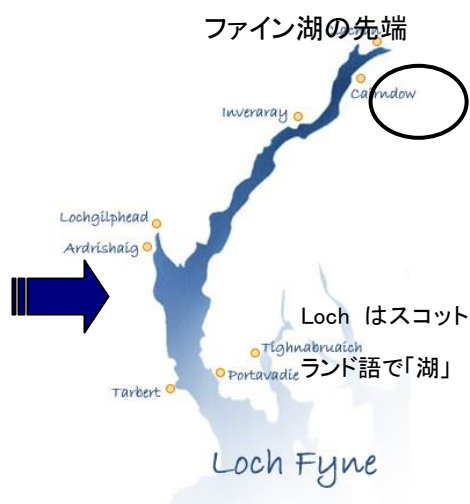 ファイン湖の先端
Cairndow
Inveraray
Lochgilphead
Ardrishaig
Loch はスコット
ランド語で「湖」
Tighnabruaich
Portavadie
Tarbert
Loch Fyne